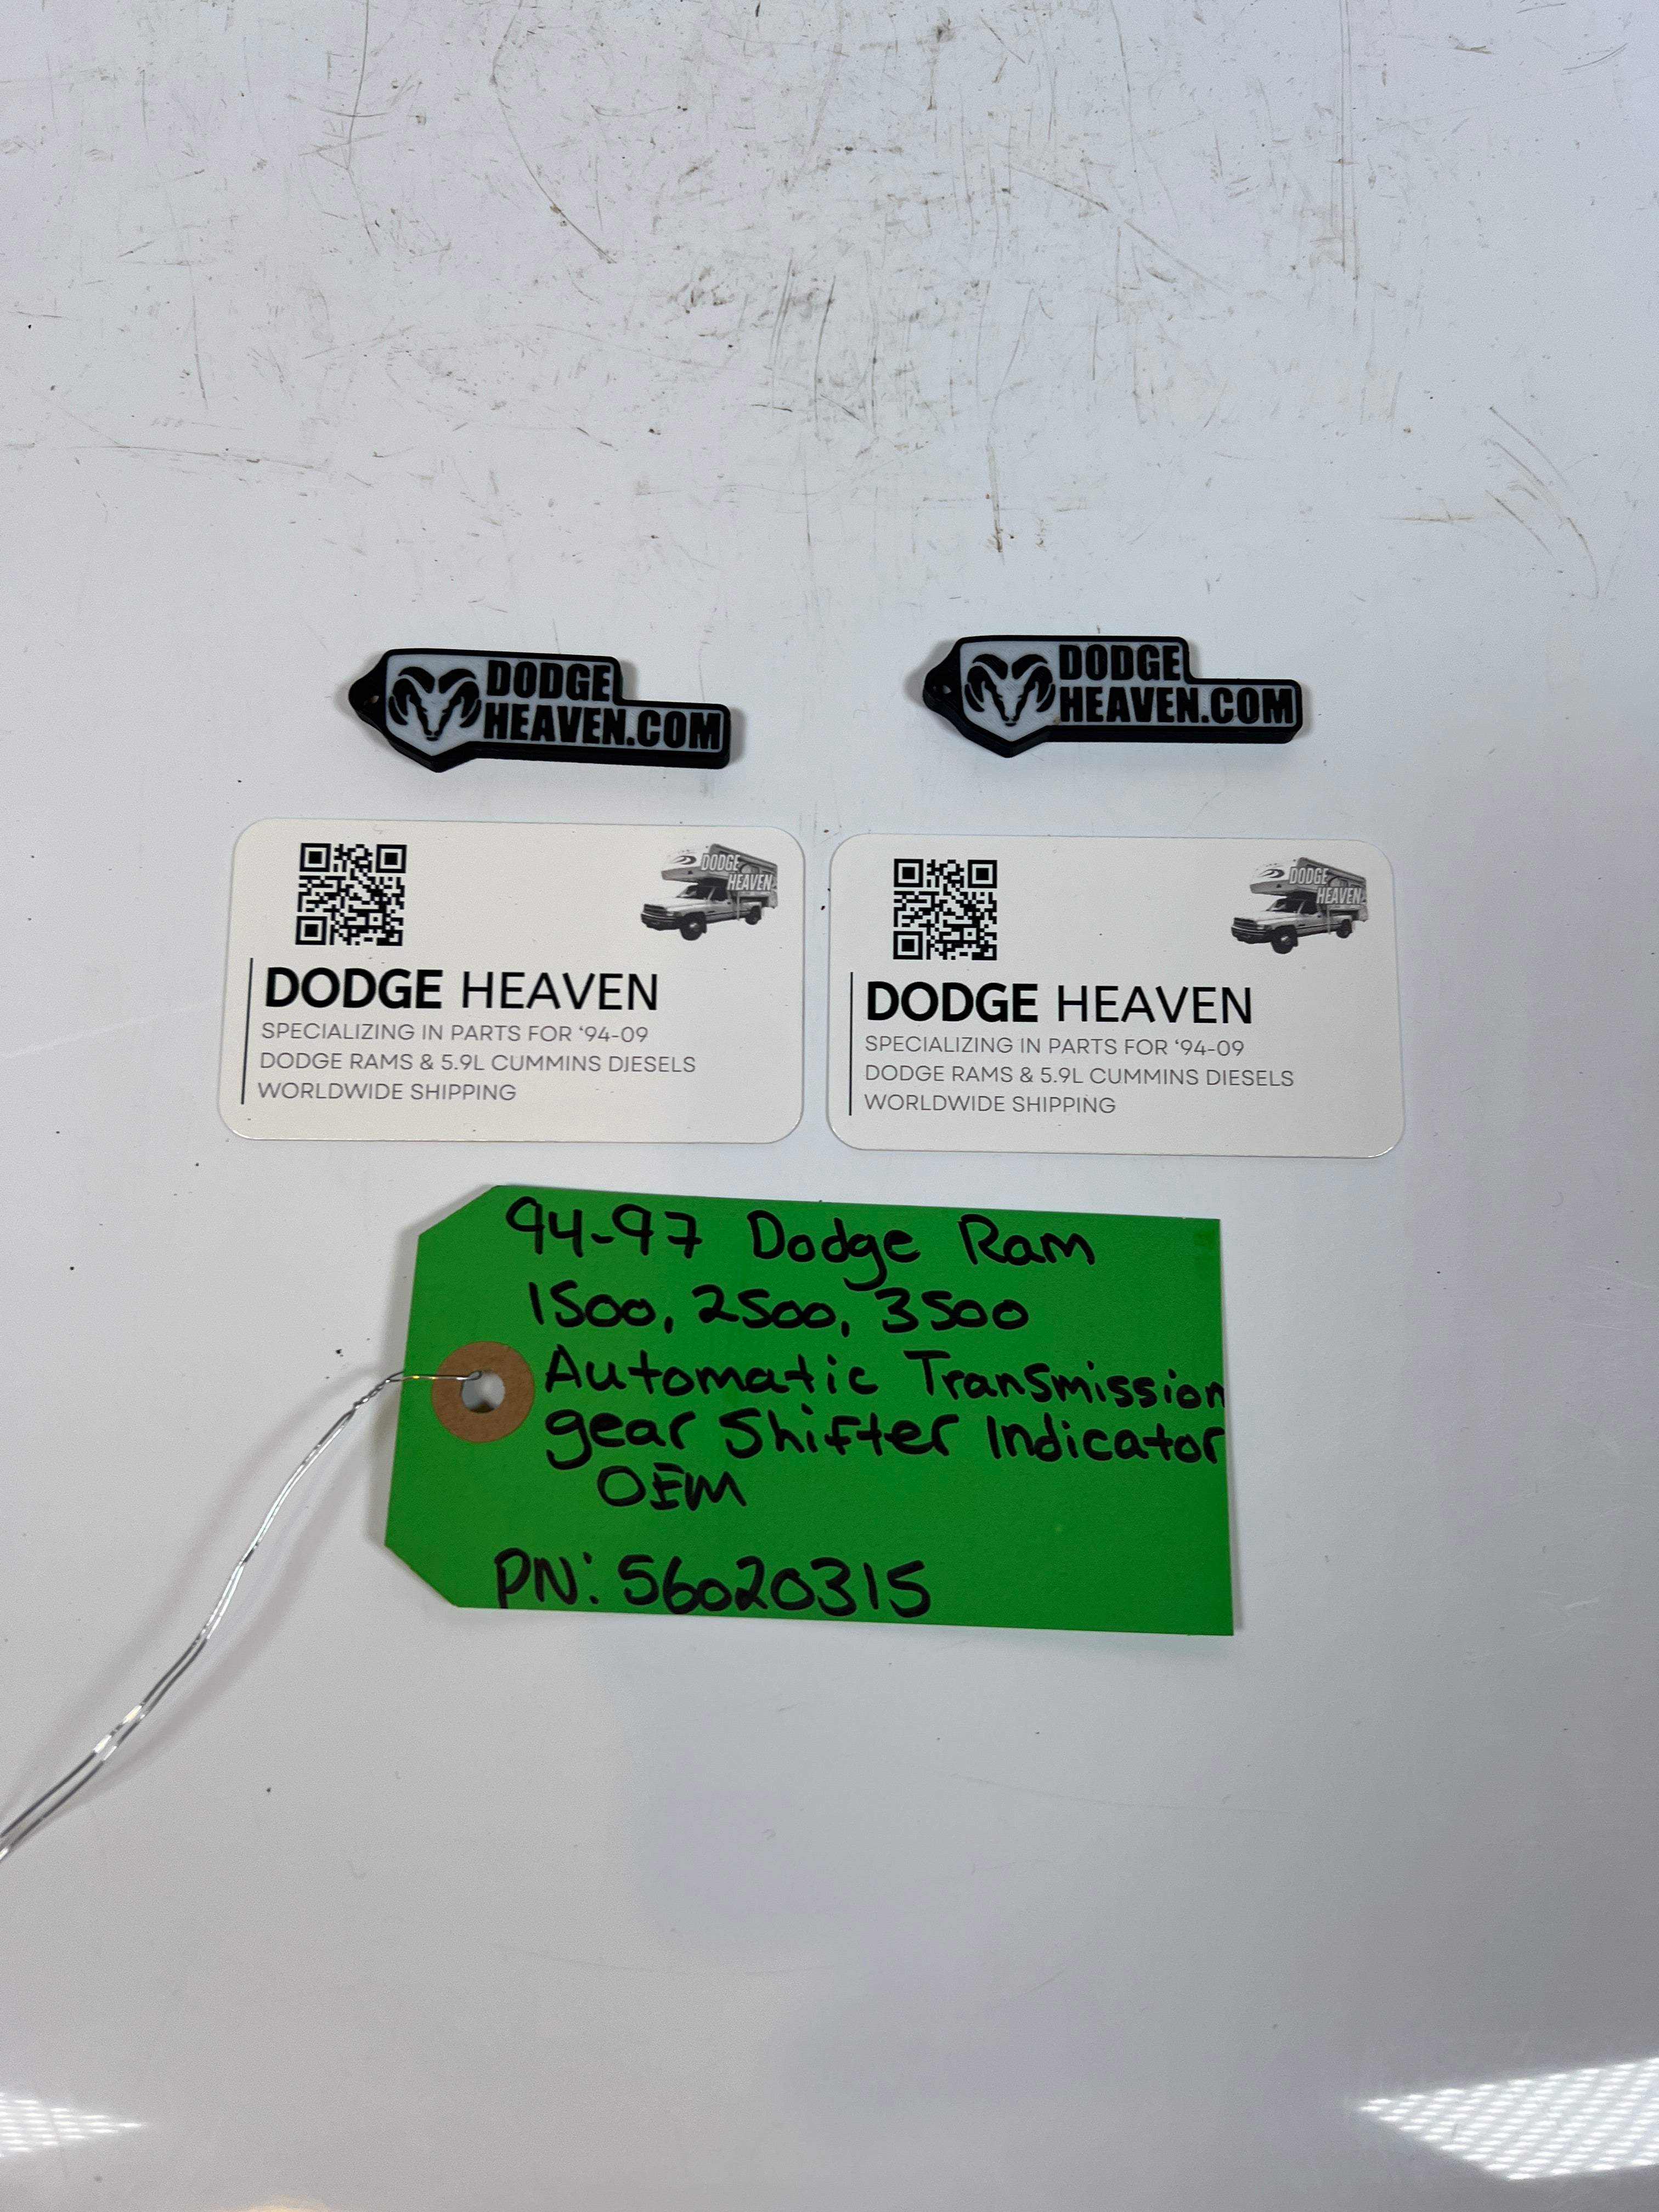 DODGE
HEAVEN.COM
DODGE
HEAVEN.COM
DODGE
HEAVEN
DODGE HEAVEN
SPECIALIZING IN PARTS FOR ‘94-09
DODGE RAMS & 5.9L CUMMINS DIESELS
WORLDWIDE SHIPPING
DODGE
HEAVEN
DODGE HEAVEN
SPECIALIZING IN PARTS FOR ‘94-09
DODGE RAMS & 5.9L CUMMINS DIESELS
WORLDWIDE SHIPPING
94-97 Dodge Ram
1500, 2500, 3500
Automatic Transmission
gear Shifter Indicator
OEM
PN: 56020315